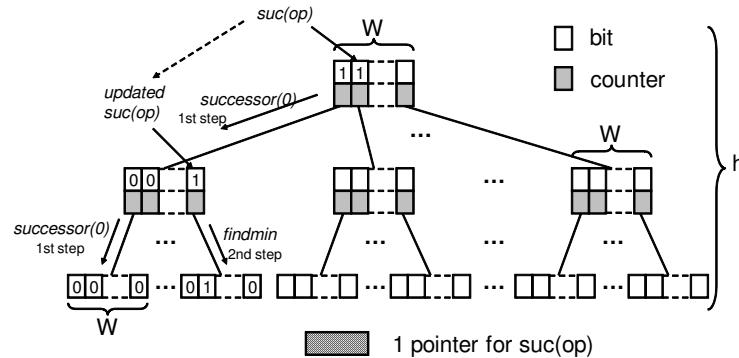 suc(op)
W
bit
1 1
counter
updated
suc(op)
successor(0)
1st step
...
W
h
0 0 1
...
successor(0)
1st step
...
findmin
2nd step
...
...
...
0 0 0 ... 0 1 0 ... ... ...
W
1 pointer for suc(op)